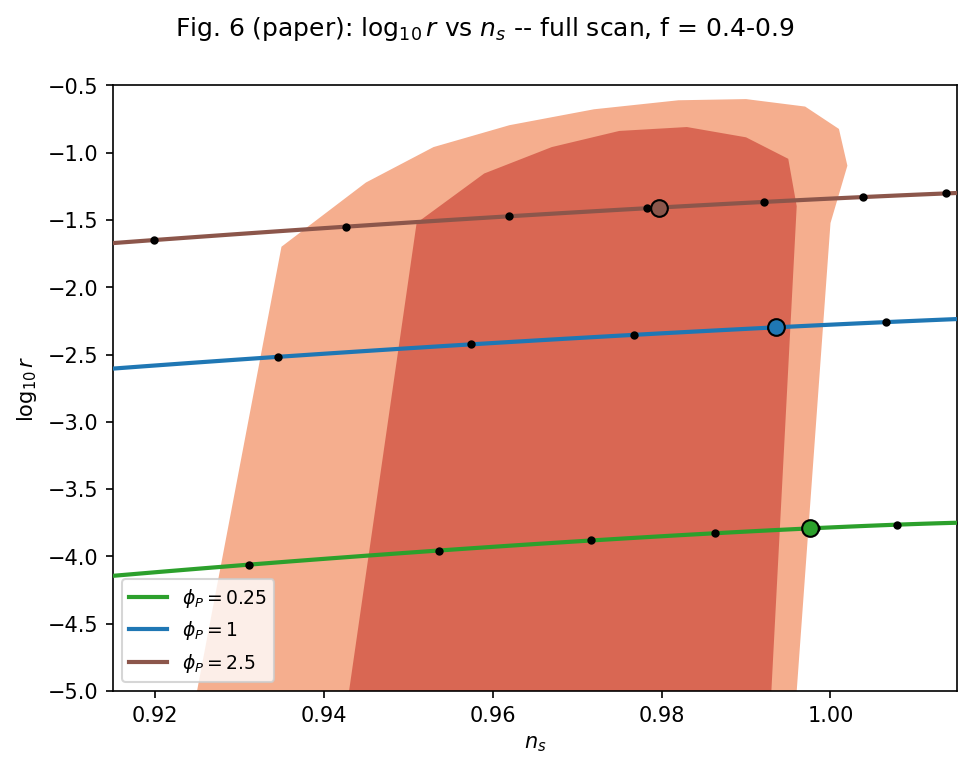 Fig. 6 (paper): log₁₀ r vs nₛ -- full scan, f = 0.4-0.9
−0.5
−1.0
−1.5
−2.0
−2.5
−3.0
−3.5
−4.0
−4.5
−5.0
log₁₀ r
ϕ_P = 0.25
ϕ_P = 1
ϕ_P = 2.5
0.92 0.94 0.96 0.98 1.00
nₛ